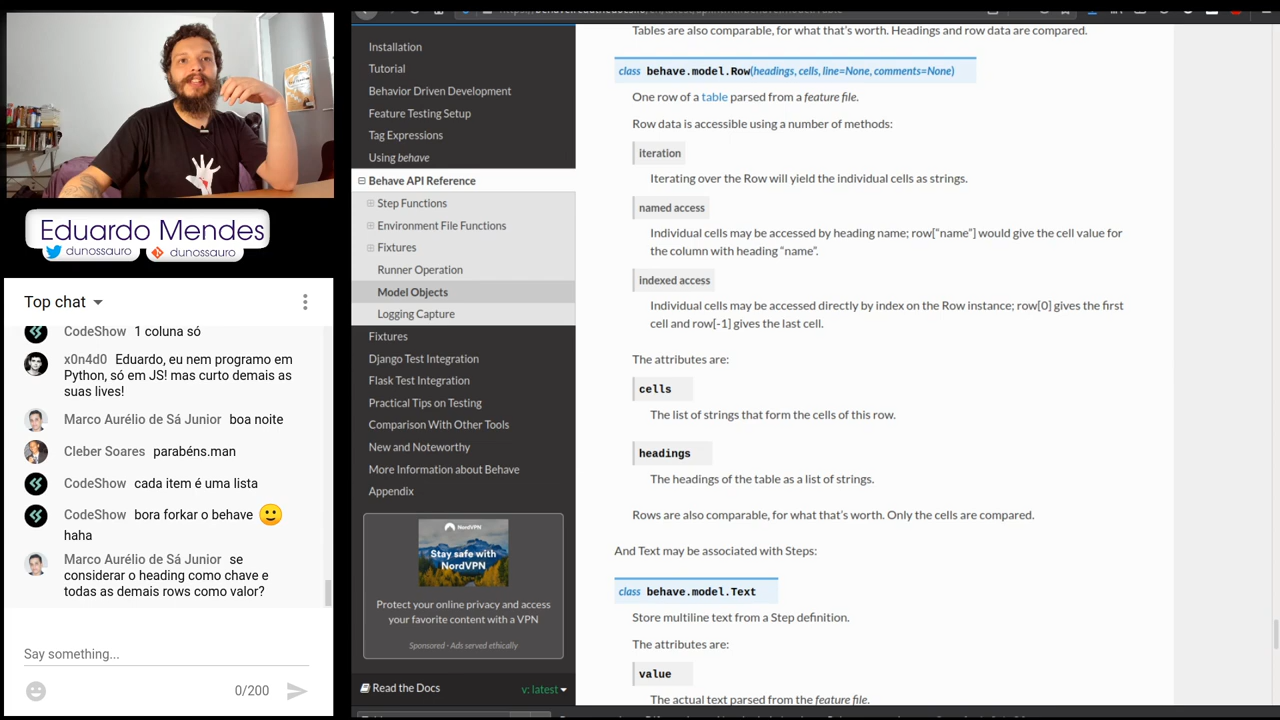 Eduardo Mendes
dunossauro
dunossauro
Top chat
CodeShow 1 coluna só
x0n4d0 Eduardo, eu nem programo em
Python, só em JS! mas curto demais as
suas lives!
Marco Aurélio de Sá Junior boa noite
Cleber Soares parabéns.man
CodeShow cada item é uma lista
CodeShow bora forkar o behave
haha
Marco Aurélio de Sá Junior se
considerar o heading como chave e
todas as demais rows como valor?
Say something...
0/200
Installation
Tutorial
Behavior Driven Development
Feature Testing Setup
Tag Expressions
Using behave
Behave API Reference
Step Functions
Environment File Functions
Fixtures
Runner Operation
Model Objects
Logging Capture
Fixtures
Django Test Integration
Flask Test Integration
Practical Tips on Testing
Comparison With Other Tools
New and Noteworthy
More Information about Behave
Appendix
NordVPN
Stay safe with
NordVPN
Protect your online privacy and access
your favorite content with a VPN
Sponsored · Ads served ethically
Read the Docs
v: latest
Tables are also comparable, for what that's worth. Headings and row data are compared.
class behave.model.Row(headings, cells, line=None, comments=None)
One row of a table parsed from a feature file.
Row data is accessible using a number of methods:
iteration
Iterating over the Row will yield the individual cells as strings.
named access
Individual cells may be accessed by heading name; row["name"] would give the cell value for
the column with heading "name".
indexed access
Individual cells may be accessed directly by index on the Row instance; row[0] gives the first
cell and row[-1] gives the last cell.
The attributes are:
cells
The list of strings that form the cells of this row.
headings
The headings of the table as a list of strings.
Rows are also comparable, for what that's worth. Only the cells are compared.
And Text may be associated with Steps:
class behave.model.Text
Store multiline text from a Step definition.
The attributes are:
value
The actual text parsed from the feature file.